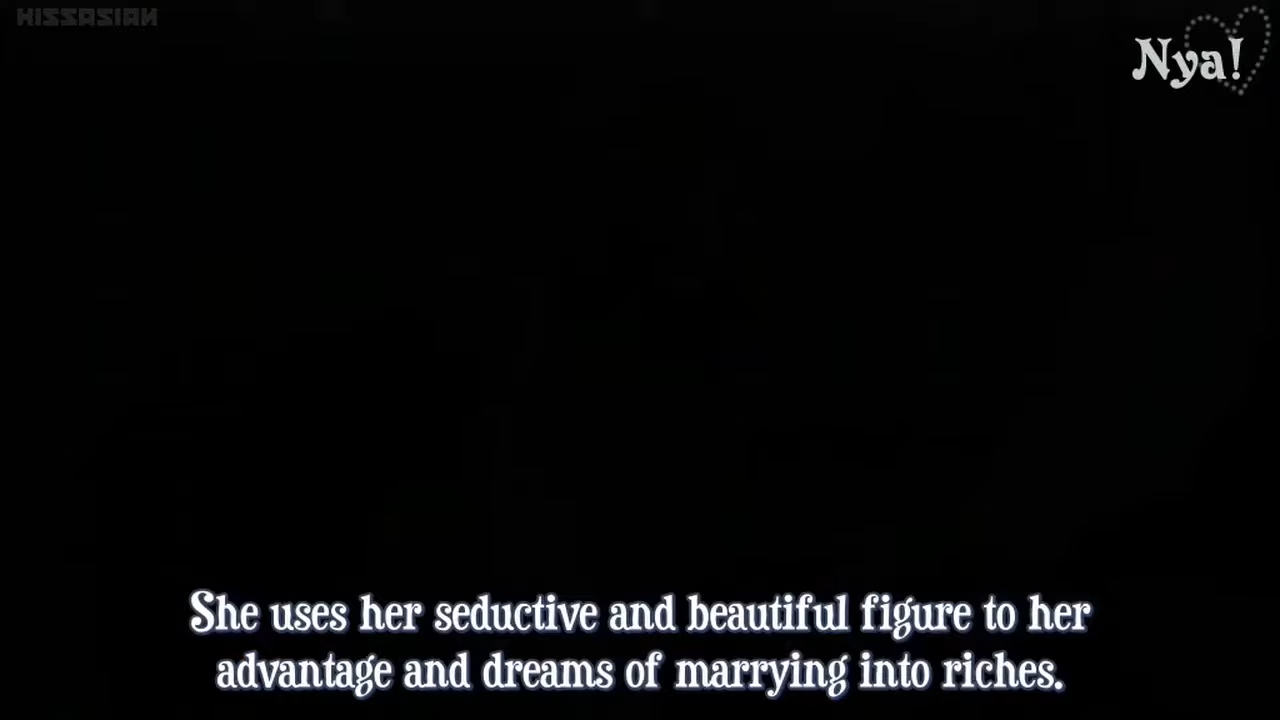 KISSASIAN
Nya!
She uses her seductive and beautiful figure to her
advantage and dreams of marrying into riches.